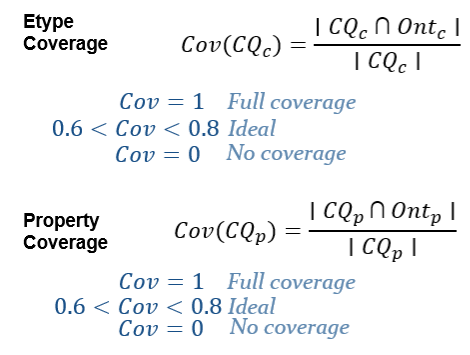 Etype
Coverage
Cov(CQ_c) = | CQ_c ∩ Ont_c | / | CQ_c |
Cov = 1 Full coverage
0.6 < Cov < 0.8 Ideal
Cov = 0 No coverage
Property
Coverage
Cov(CQ_p) = | CQ_p ∩ Ont_p | / | CQ_p |
Cov = 1 Full coverage
0.6 < Cov < 0.8 Ideal
Cov = 0 No coverage